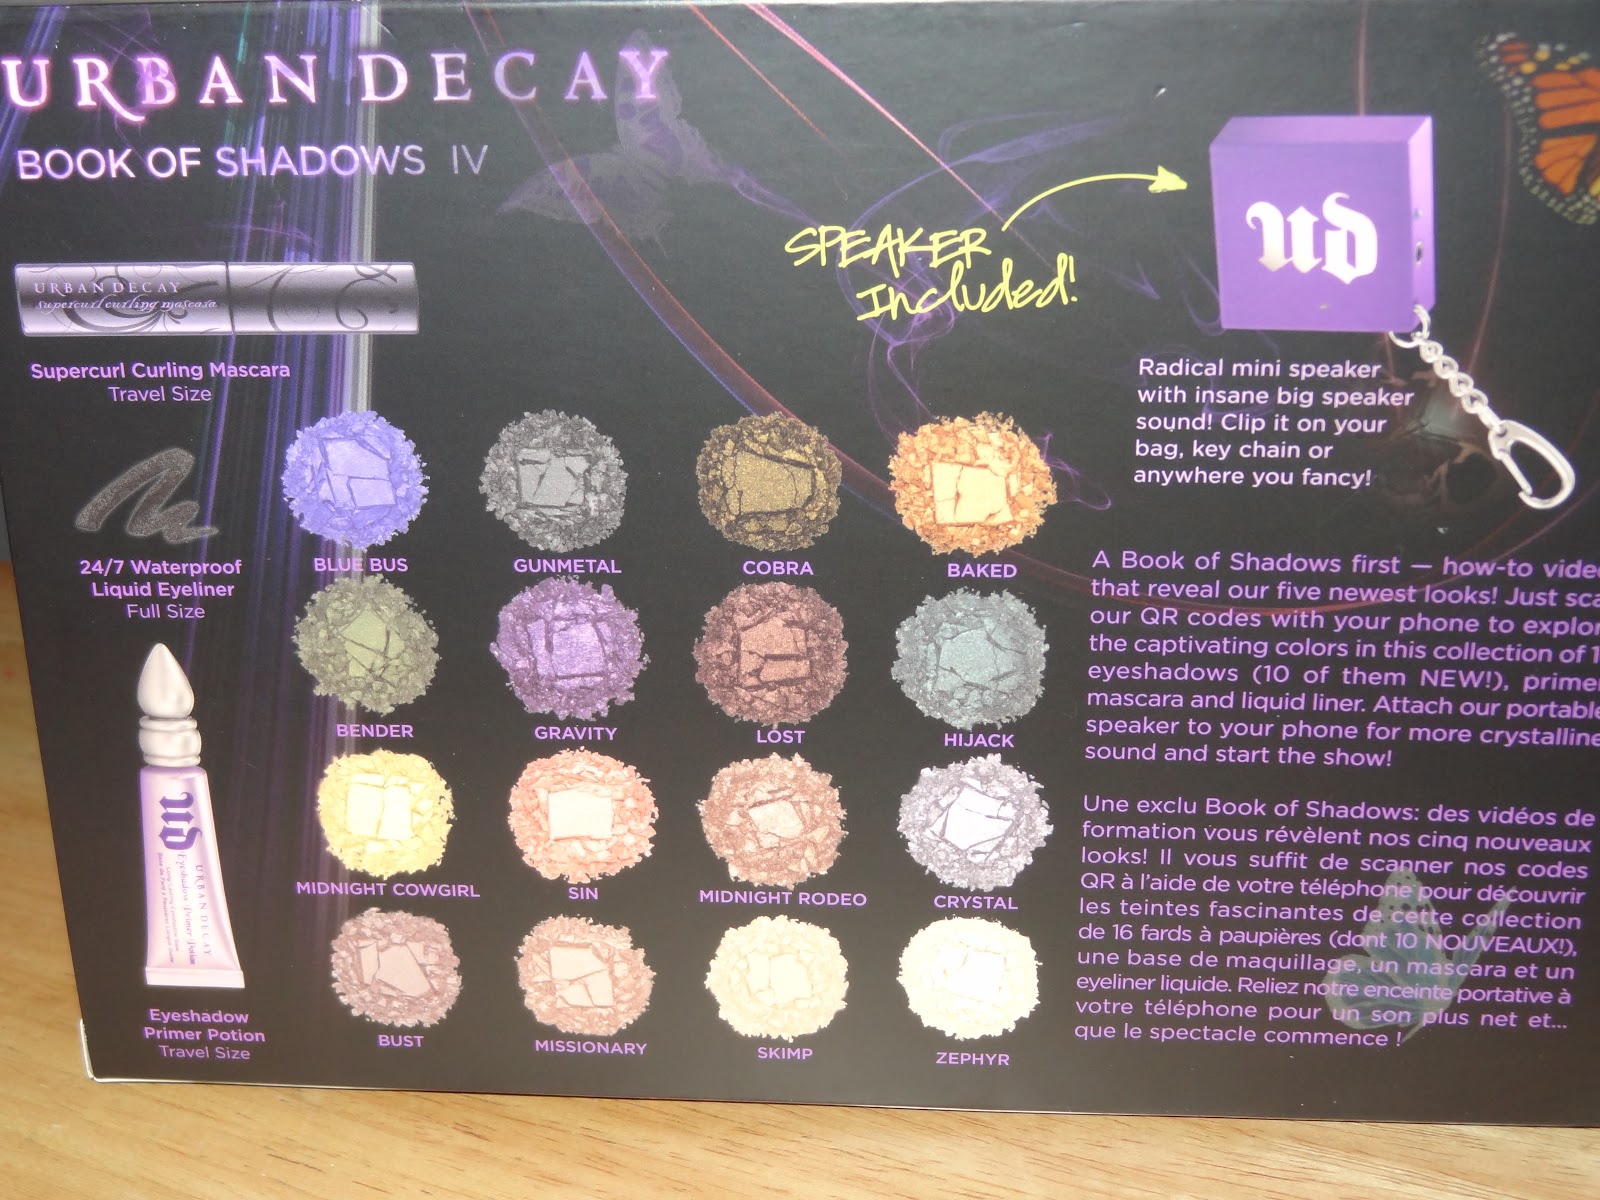 URBAN DECAY
BOOK OF SHADOWS IV
URBAN DECAY
supercurl curling mascara
Supercurl Curling Mascara
Travel Size
24/7 Waterproof
Liquid Eyeliner
Full Size
UD
URBAN DECAY
Eyeshadow Primer Potion
Eyeshadow
Primer Potion
Travel Size
BLUE BUS
GUNMETAL
COBRA
BAKED
BENDER
GRAVITY
LOST
HIJACK
MIDNIGHT COWGIRL
SIN
MIDNIGHT RODEO
CRYSTAL
BUST
MISSIONARY
SKIMP
ZEPHYR
SPEAKER
Included!
ud
Radical mini speaker
with insane big speaker
sound! Clip it on your
bag, key chain or
anywhere you fancy!
A Book of Shadows first — how-to
that reveal our five newest looks! Just
our QR codes with your phone to
the captivating colors in this collection of
eyeshadows (10 of them NEW!),
mascara and liquid liner. Attach our portable
speaker to your phone for more crystalline
sound and start the show!
Une exclu Book of Shadows: des vidéos de
formation vous révèlent nos cinq nouveaux
looks! Il vous suffit de scanner nos codes
QR à l'aide de votre téléphone pour découvrir
les teintes fascinantes de cette collection
de 16 fards à paupières (dont 10 NOUVEAUX!),
une base de maquillage, un mascara et un
eyeliner liquide. Reliez notre enceinte portative à
votre téléphone pour un son plus net et...
que le spectacle commence !